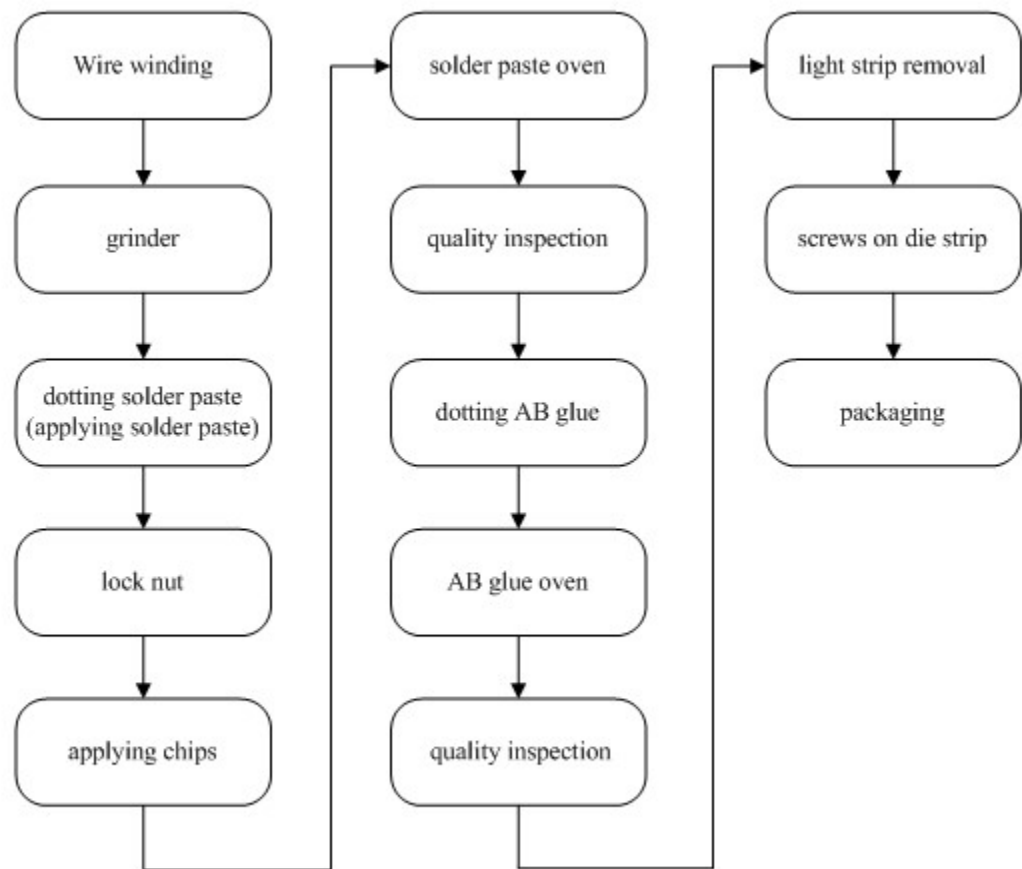 Wire winding
grinder
dotting solder paste
(applying solder paste)
lock nut
applying chips
solder paste oven
quality inspection
dotting AB glue
AB glue oven
quality inspection
light strip removal
screws on die strip
packaging